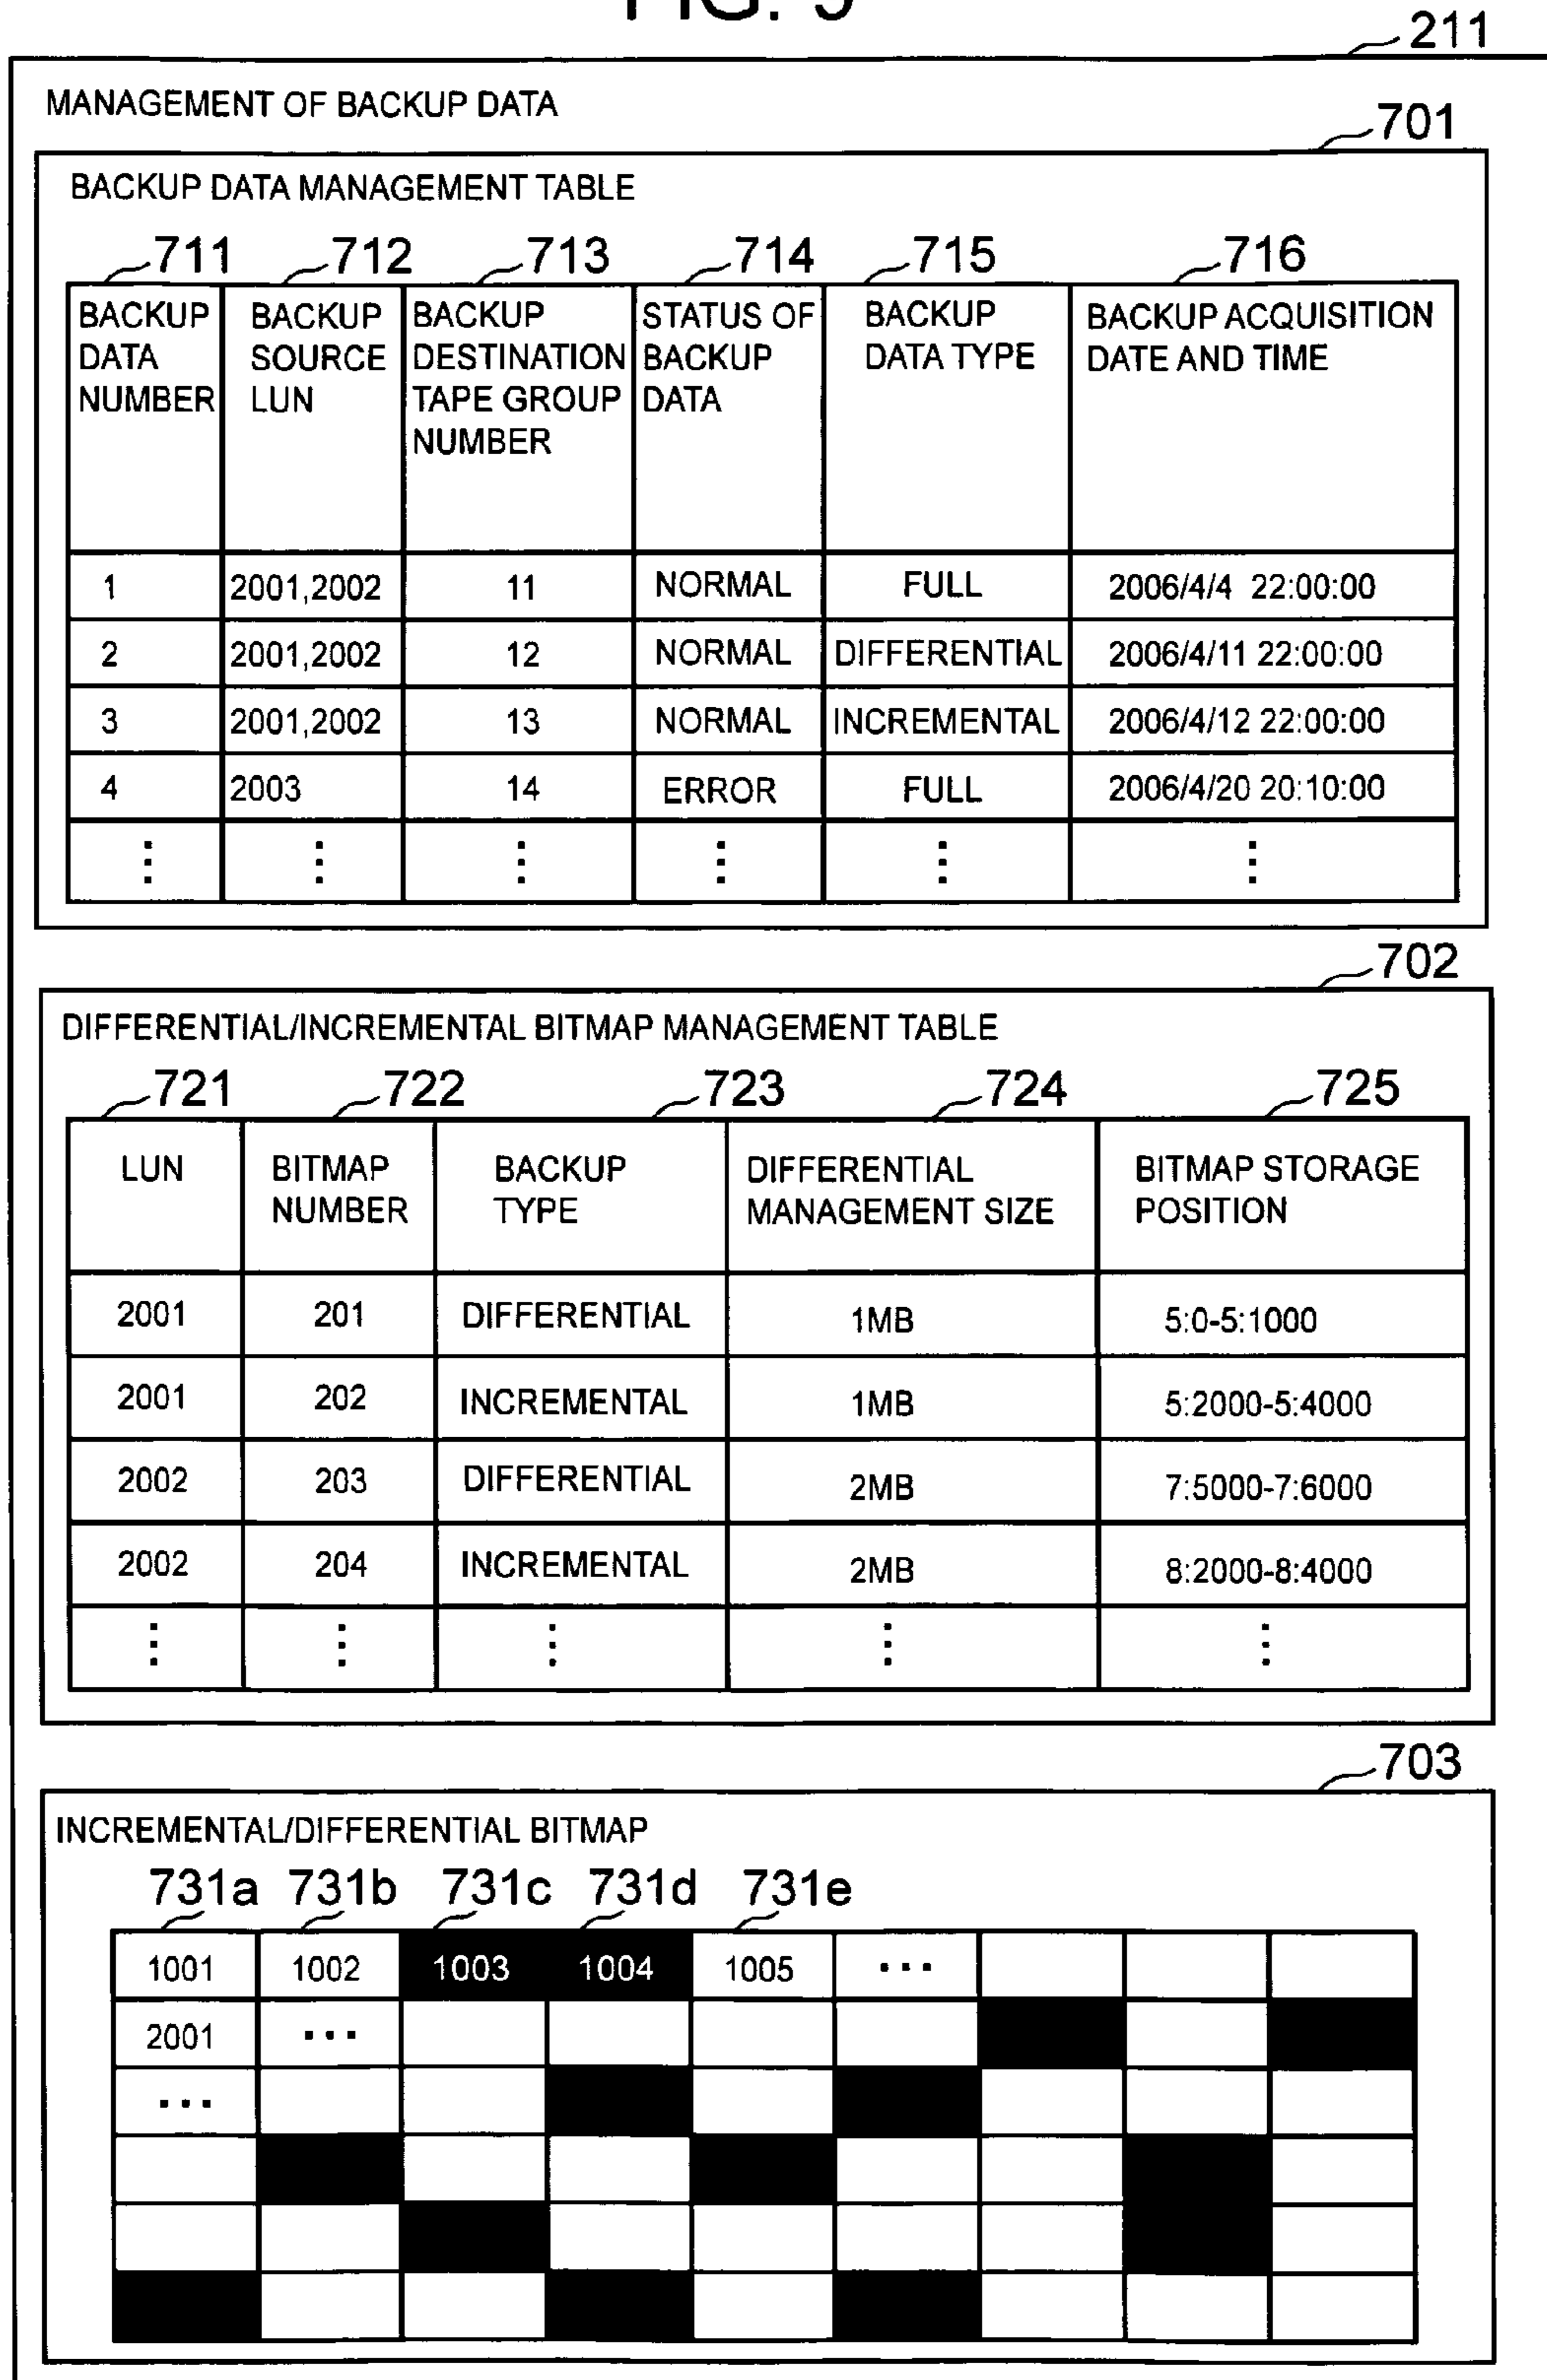 FIG. 9
211
MANAGEMENT OF BACKUP DATA
701
BACKUP DATA MANAGEMENT TABLE
711 712 713 714 715 716
BACKUP DATA NUMBER
BACKUP SOURCE LUN
BACKUP DESTINATION TAPE GROUP NUMBER
STATUS OF BACKUP DATA
BACKUP DATA TYPE
BACKUP ACQUISITION DATE AND TIME
1 2001,2002 11 NORMAL FULL 2006/4/4 22:00:00
2 2001,2002 12 NORMAL DIFFERENTIAL 2006/4/11 22:00:00
3 2001,2002 13 NORMAL INCREMENTAL 2006/4/12 22:00:00
4 2003 14 ERROR FULL 2006/4/20 20:10:00
702
DIFFERENTIAL/INCREMENTAL BITMAP MANAGEMENT TABLE
721 722 723 724 725
LUN
BITMAP NUMBER
BACKUP TYPE
DIFFERENTIAL MANAGEMENT SIZE
BITMAP STORAGE POSITION
2001 201 DIFFERENTIAL 1MB 5:0-5:1000
2001 202 INCREMENTAL 1MB 5:2000-5:4000
2002 203 DIFFERENTIAL 2MB 7:5000-7:6000
2002 204 INCREMENTAL 2MB 8:2000-8:4000
703
INCREMENTAL/DIFFERENTIAL BITMAP
731a 731b 731c 731d 731e
1001 1002 1003 1004 1005 ...
2001 ...
...